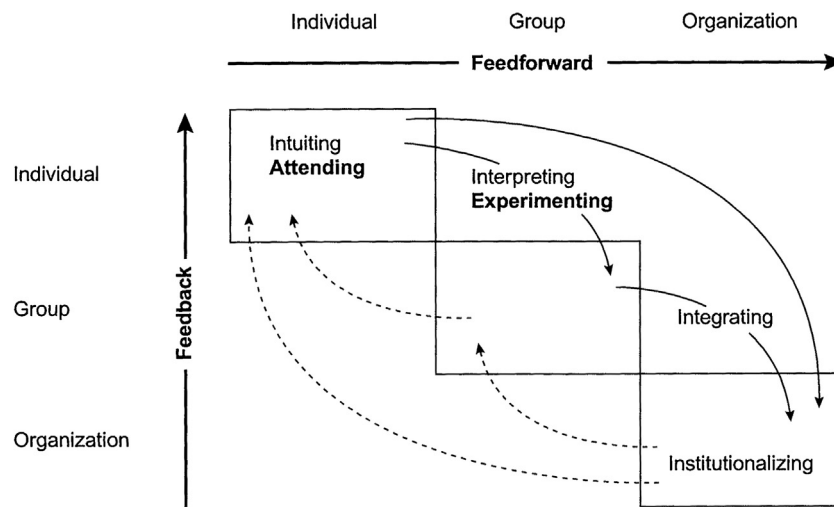 Individual Group Organization
Feedforward
Individual
Intuiting
Attending
Interpreting
Experimenting
Feedback
Group
Integrating
Organization
Institutionalizing